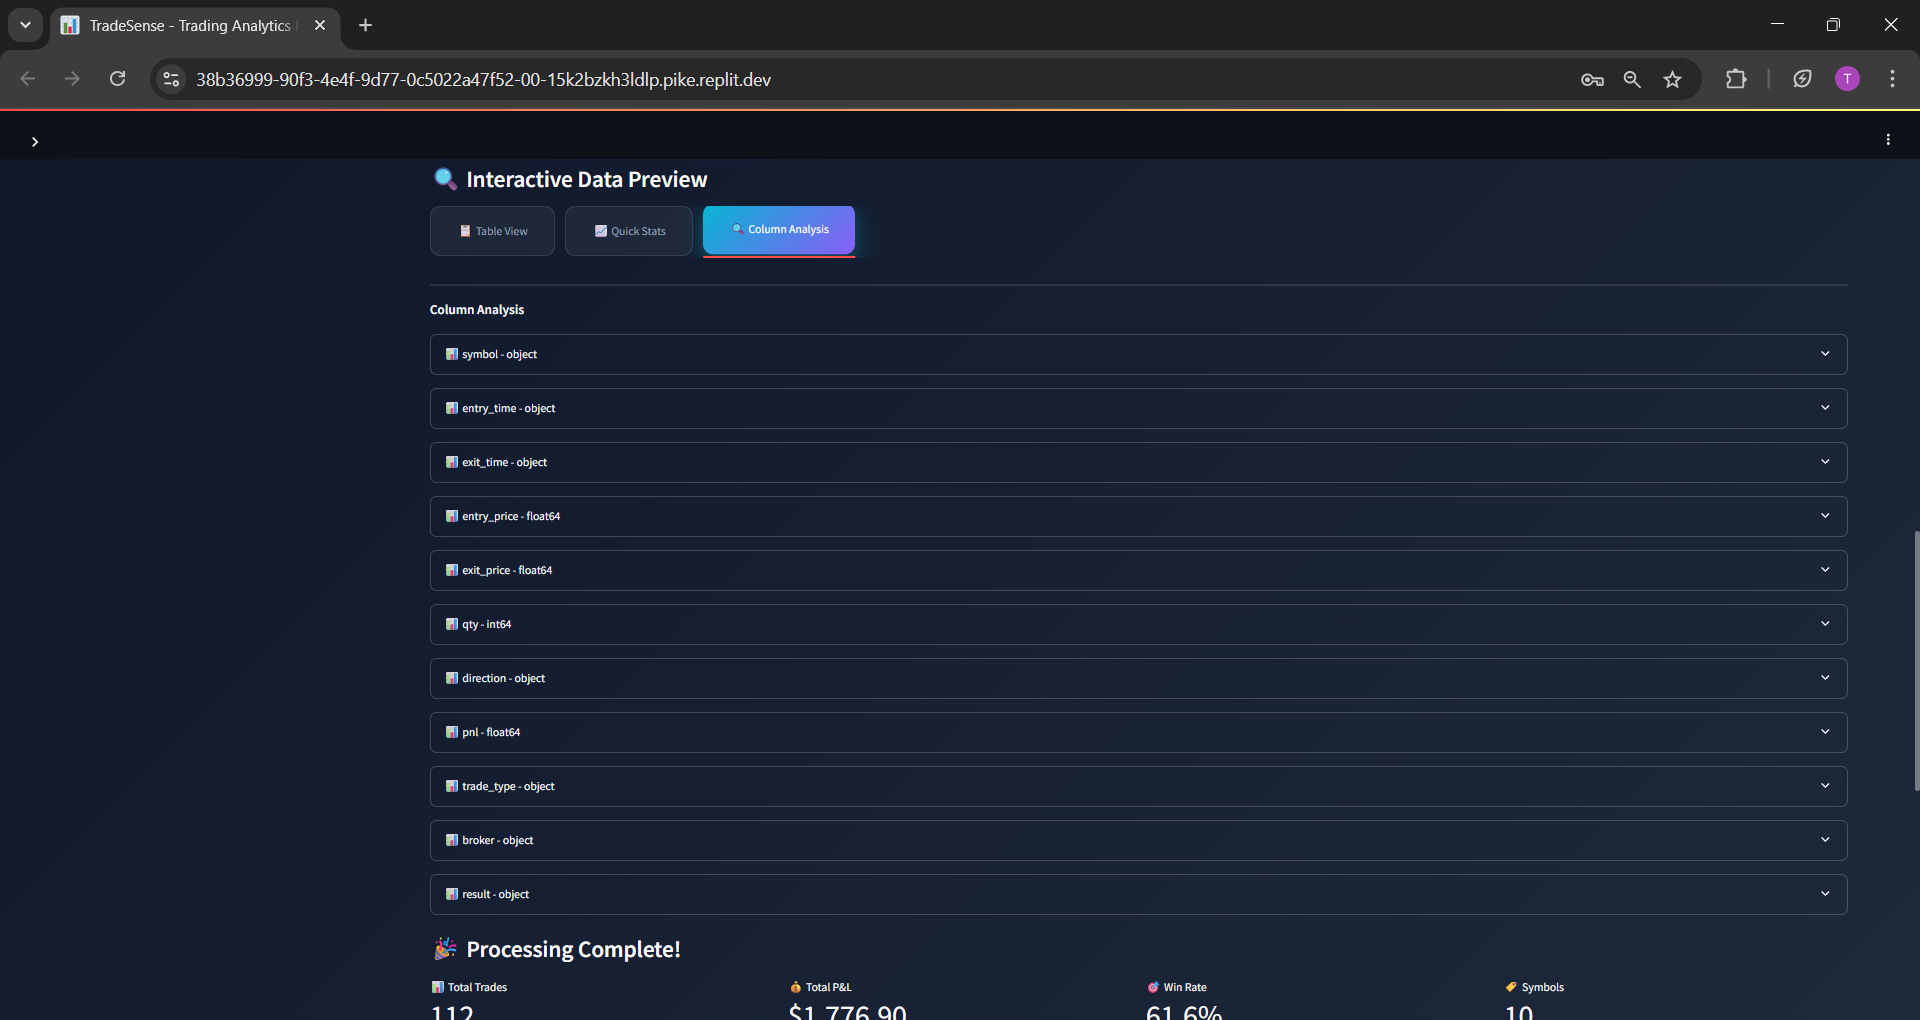 TradeSense - Trading Analytics
38b36999-90f3-4e4f-9d77-0c5022a47f52-00-15k2bzkh3ldlp.pike.replit.dev
T
Interactive Data Preview
Table View
Quick Stats
Column Analysis
Column Analysis
symbol - object
entry_time - object
exit_time - object
entry_price - float64
exit_price - float64
qty - int64
direction - object
pnl - float64
trade_type - object
broker - object
result - object
Processing Complete!
Total Trades
112
Total P&L
$1,776.90
Win Rate
61.6%
Symbols
10